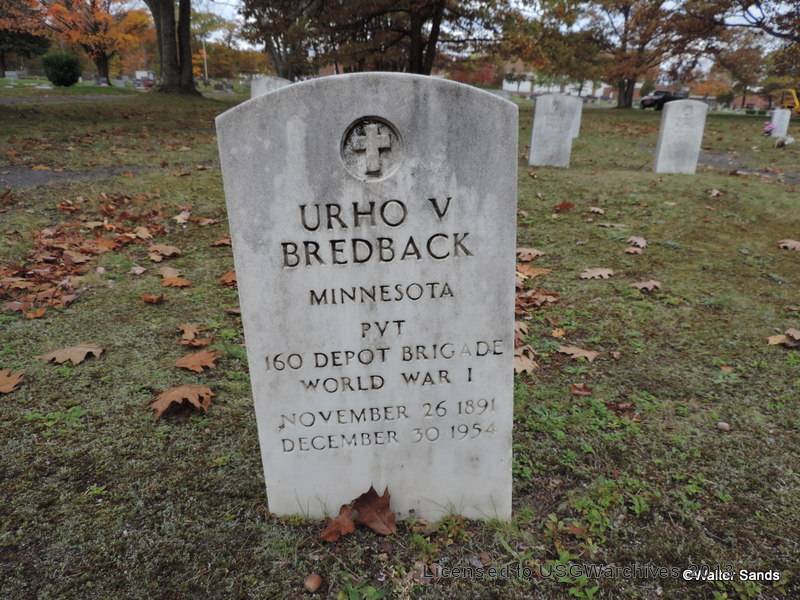 URHO V
BREDBACK
MINNESOTA
PVT
160 DEPOT BRIGADE
WORLD WAR I
NOVEMBER 26 1891
DECEMBER 30 1954
Licensed to USGWarchives 2013
©Walter Sands